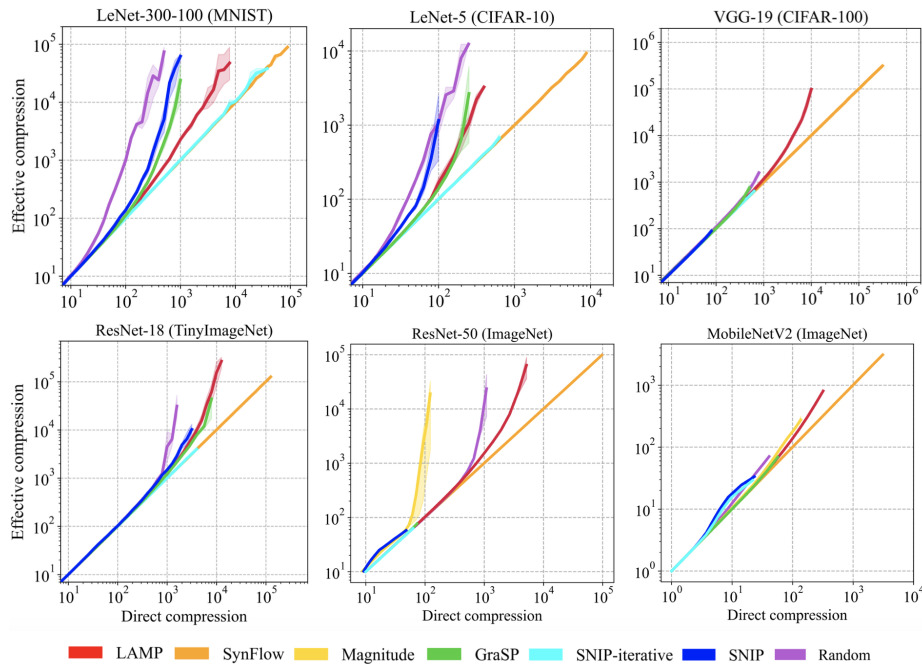 LeNet-300-100 (MNIST)
LeNet-5 (CIFAR-10)
VGG-19 (CIFAR-100)
Effective compression
10^5
10^4
10^3
10^2
10^1
10^1 10^2 10^3 10^4 10^5
10^4
10^3
10^2
10^1
10^1 10^2 10^3 10^4
10^6
10^5
10^4
10^3
10^2
10^1
10^1 10^2 10^3 10^4 10^5 10^6
ResNet-18 (TinyImageNet)
ResNet-50 (ImageNet)
MobileNetV2 (ImageNet)
Effective compression
10^5
10^4
10^3
10^2
10^1
10^1 10^2 10^3 10^4 10^5
Direct compression
10^5
10^4
10^3
10^2
10^1
10^1 10^2 10^3 10^4 10^5
Direct compression
10^3
10^2
10^1
10^0
10^0 10^1 10^2 10^3 10^4
Direct compression
LAMP SynFlow Magnitude GraSP SNIP-iterative SNIP Random